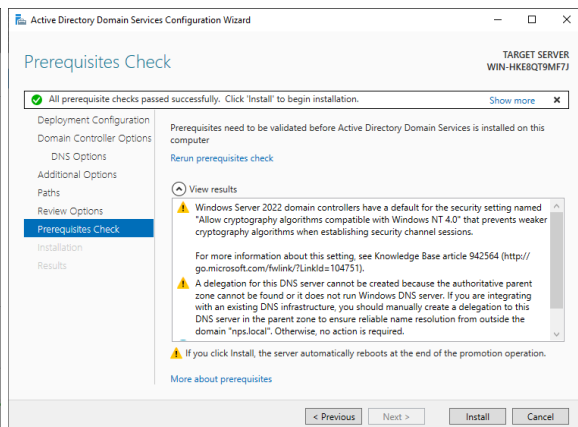 Active Directory Domain Services Configuration Wizard
Prerequisites Check
TARGET SERVER
WIN-HKE8QT9MF7J
All prerequisite checks passed successfully. Click 'Install' to begin installation.
Show more
Deployment Configuration
Domain Controller Options
DNS Options
Additional Options
Paths
Review Options
Prerequisites Check
Installation
Results
Prerequisites need to be validated before Active Directory Domain Services is installed on this
computer
Rerun prerequisites check
View results
Windows Server 2022 domain controllers have a default for the security setting named
"Allow cryptography algorithms compatible with Windows NT 4.0" that prevents weaker
cryptography algorithms when establishing security channel sessions.
For more information about this setting, see Knowledge Base article 942564 (http://
go.microsoft.com/fwlink/?LinkId=104751).
A delegation for this DNS server cannot be created because the authoritative parent
zone cannot be found or it does not run Windows DNS server. If you are integrating
with an existing DNS infrastructure, you should manually create a delegation to this
DNS server in the parent zone to ensure reliable name resolution from outside the
domain "nps.local". Otherwise, no action is required.
If you click Install, the server automatically reboots at the end of the promotion operation.
More about prerequisites
< Previous
Next >
Install
Cancel